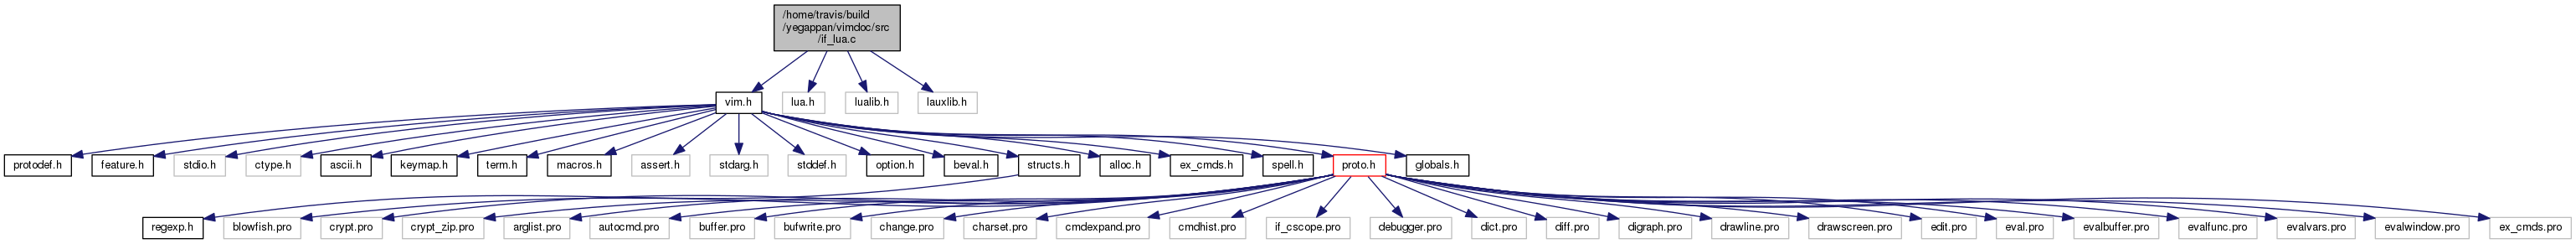 /home/travis/build
/yegappan/vimdoc/src
/if_lua.c
vim.h
lua.h
lualib.h
lauxlib.h
protodef.h
feature.h
stdio.h
ctype.h
ascii.h
keymap.h
term.h
macros.h
assert.h
stdarg.h
stddef.h
option.h
beval.h
structs.h
alloc.h
ex_cmds.h
spell.h
proto.h
globals.h
regexp.h
blowfish.pro
crypt.pro
crypt_zip.pro
arglist.pro
autocmd.pro
buffer.pro
bufwrite.pro
change.pro
charset.pro
cmdexpand.pro
cmdhist.pro
if_cscope.pro
debugger.pro
dict.pro
diff.pro
digraph.pro
drawline.pro
drawscreen.pro
edit.pro
eval.pro
evalbuffer.pro
evalfunc.pro
evalvars.pro
evalwindow.pro
ex_cmds.pro